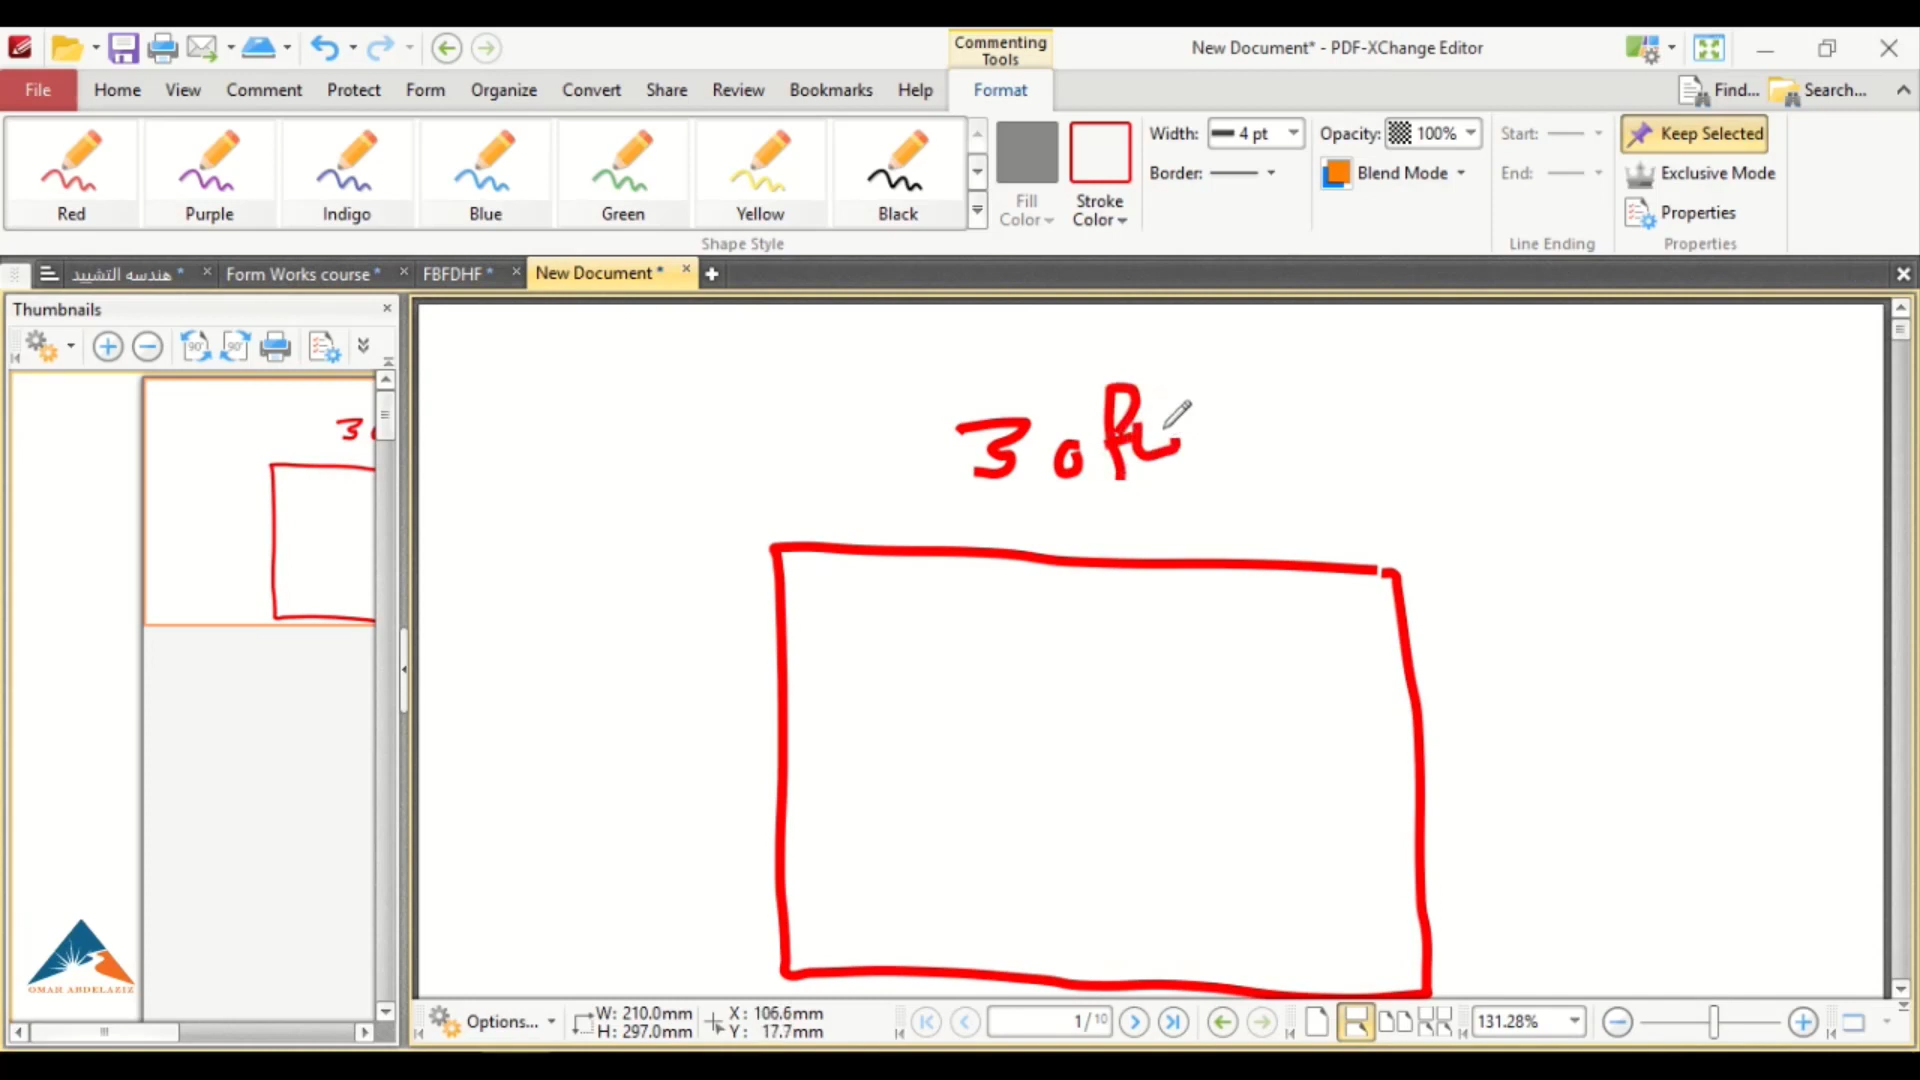 Commenting Tools
New Document* - PDF-XChange Editor
File Home View Comment Protect Form Organize Convert Share Review Bookmarks Help Format Find... Search...
Red Purple Indigo Blue Green Yellow Black
Fill Color
Stroke Color
Width: 4 pt
Border:
Opacity: 100%
Blend Mode
Start:
End:
Keep Selected
Exclusive Mode
Properties
Shape Style Line Ending Properties
هندسه التشييد * Form Works course * FBFDHF * New Document *
Thumbnails
90° 90°
30
3
OMAR ABDELAZIZ
Options...
W: 210.0mm
H: 297.0mm
X: 106.6mm
Y: 17.7mm
1/10
131.28%